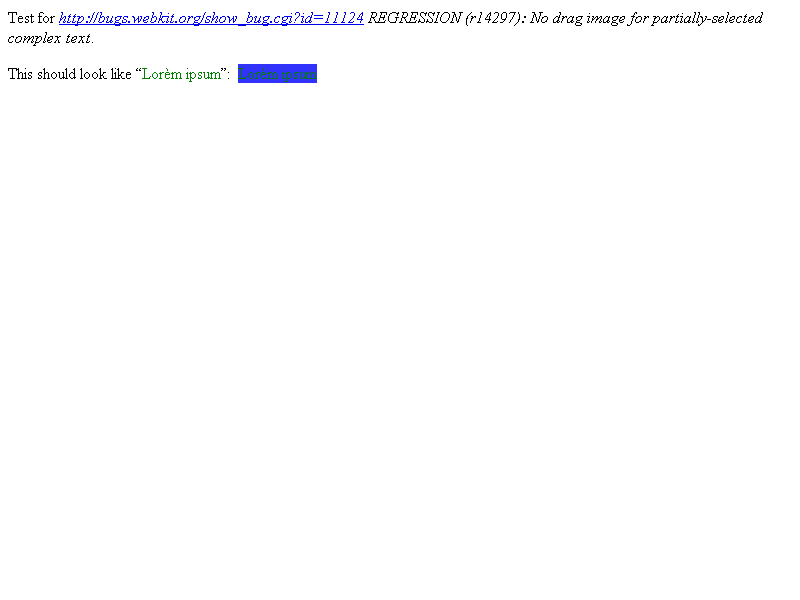 Test for http://bugs.webkit.org/show_bug.cgi?id=11124 REGRESSION (r14297): No drag image for partially-selected
complex text.
This should look like “Lorèm ipsum”: Lorèm ipsum